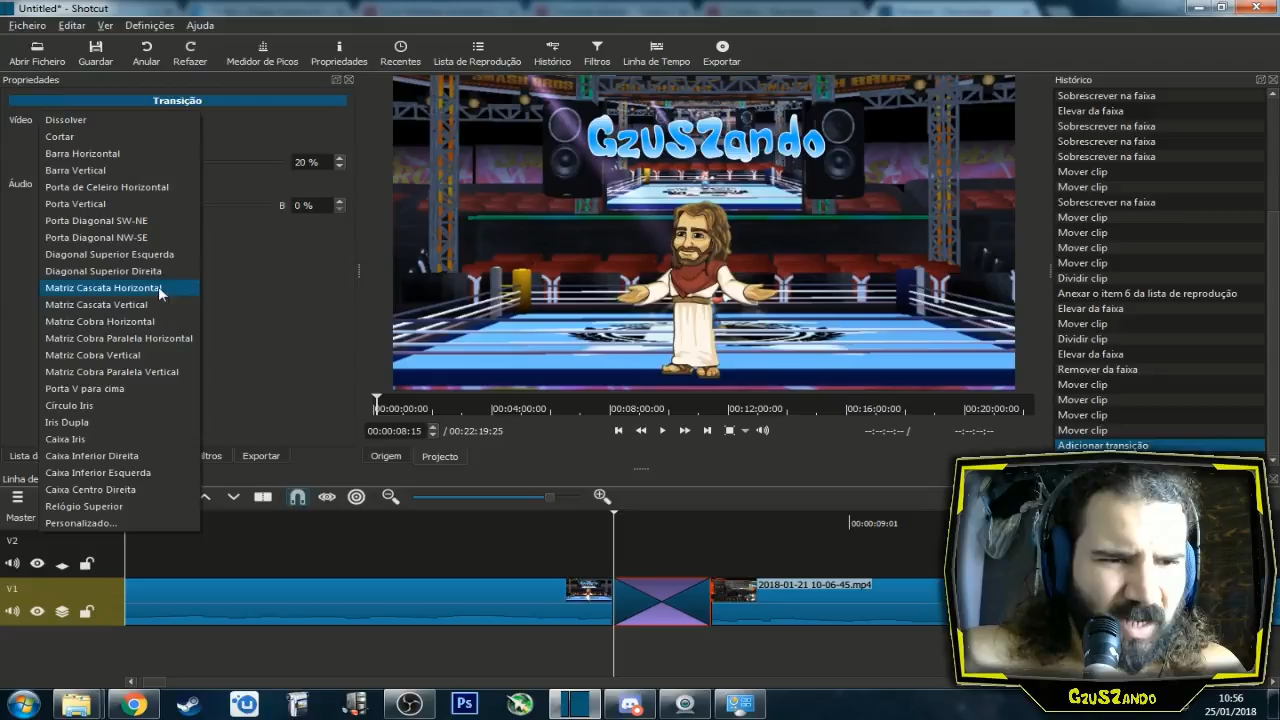 Untitled* - Shotcut
Ficheiro Editar Ver Definições Ajuda
Abrir Ficheiro Guardar Anular Refazer Medidor de Picos Propriedades Recentes Lista de Reprodução Histórico Filtros Linha de Tempo Exportar
Propriedades
Transição
Vídeo
Dissolver
Cortar
Barra Horizontal
20 %
Barra Vertical
Áudio
Porta de Celeiro Horizontal
Porta Vertical
B 0 %
Porta Diagonal SW-NE
Porta Diagonal NW-SE
Diagonal Superior Esquerda
Diagonal Superior Direita
Matriz Cascata Horizontal
Matriz Cascata Vertical
Matriz Cobra Horizontal
Matriz Cobra Paralela Horizontal
Matriz Cobra Vertical
Matriz Cobra Paralela Vertical
Porta V para cima
Círculo Iris
Iris Dupla
Caixa Iris
Caixa Inferior Direita
Caixa Inferior Esquerda
Caixa Centro Direita
Relógio Superior
Personalizado...
GzuSZando
00:00:00:00 00:04:00:00 00:08:00:00 00:12:00:00 00:16:00:00 00:20:00:00
00:00:08:15 / 00:22:19:25 --:--:--:-- / --:--:--:--
Lista de
iltros Exportar
Origem Projecto
Histórico
Sobrescrever na faixa
Elevar da faixa
Sobrescrever na faixa
Sobrescrever na faixa
Sobrescrever na faixa
Mover clip
Mover clip
Sobrescrever na faixa
Mover clip
Mover clip
Mover clip
Mover clip
Dividir clip
Anexar o item 6 da lista de reprodução
Elevar da faixa
Mover clip
Dividir clip
Elevar da faixa
Remover da faixa
Mover clip
Mover clip
Mover clip
Mover clip
Adicionar transição
Linha de
Master
00:00:09:01
V2
V1
2018-01-21 10-06-45.mp4
GzuSZando
Ps
10:56
25/01/2018